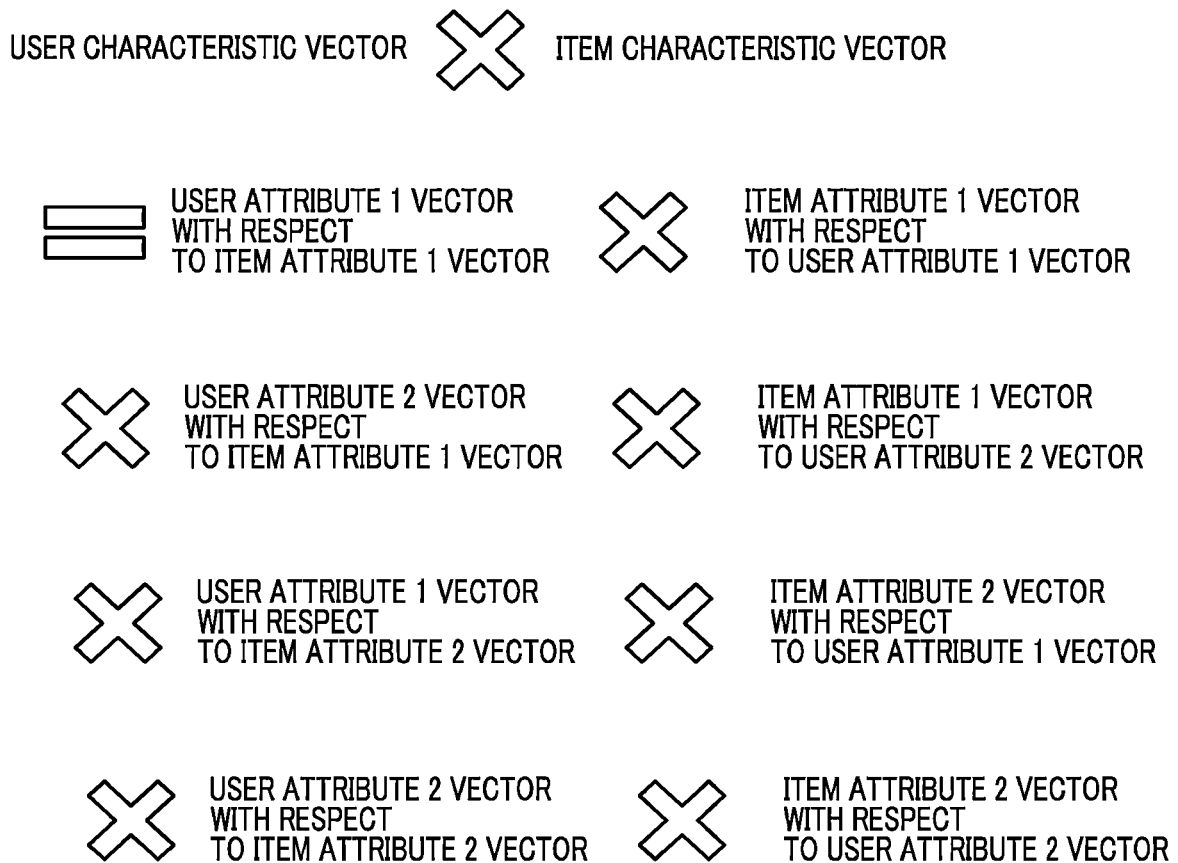 USER CHARACTERISTIC VECTOR ITEM CHARACTERISTIC VECTOR
USER ATTRIBUTE 1 VECTOR
WITH RESPECT
TO ITEM ATTRIBUTE 1 VECTOR
ITEM ATTRIBUTE 1 VECTOR
WITH RESPECT
TO USER ATTRIBUTE 1 VECTOR
USER ATTRIBUTE 2 VECTOR
WITH RESPECT
TO ITEM ATTRIBUTE 1 VECTOR
ITEM ATTRIBUTE 1 VECTOR
WITH RESPECT
TO USER ATTRIBUTE 2 VECTOR
USER ATTRIBUTE 1 VECTOR
WITH RESPECT
TO ITEM ATTRIBUTE 2 VECTOR
ITEM ATTRIBUTE 2 VECTOR
WITH RESPECT
TO USER ATTRIBUTE 1 VECTOR
USER ATTRIBUTE 2 VECTOR
WITH RESPECT
TO ITEM ATTRIBUTE 2 VECTOR
ITEM ATTRIBUTE 2 VECTOR
WITH RESPECT
TO USER ATTRIBUTE 2 VECTOR